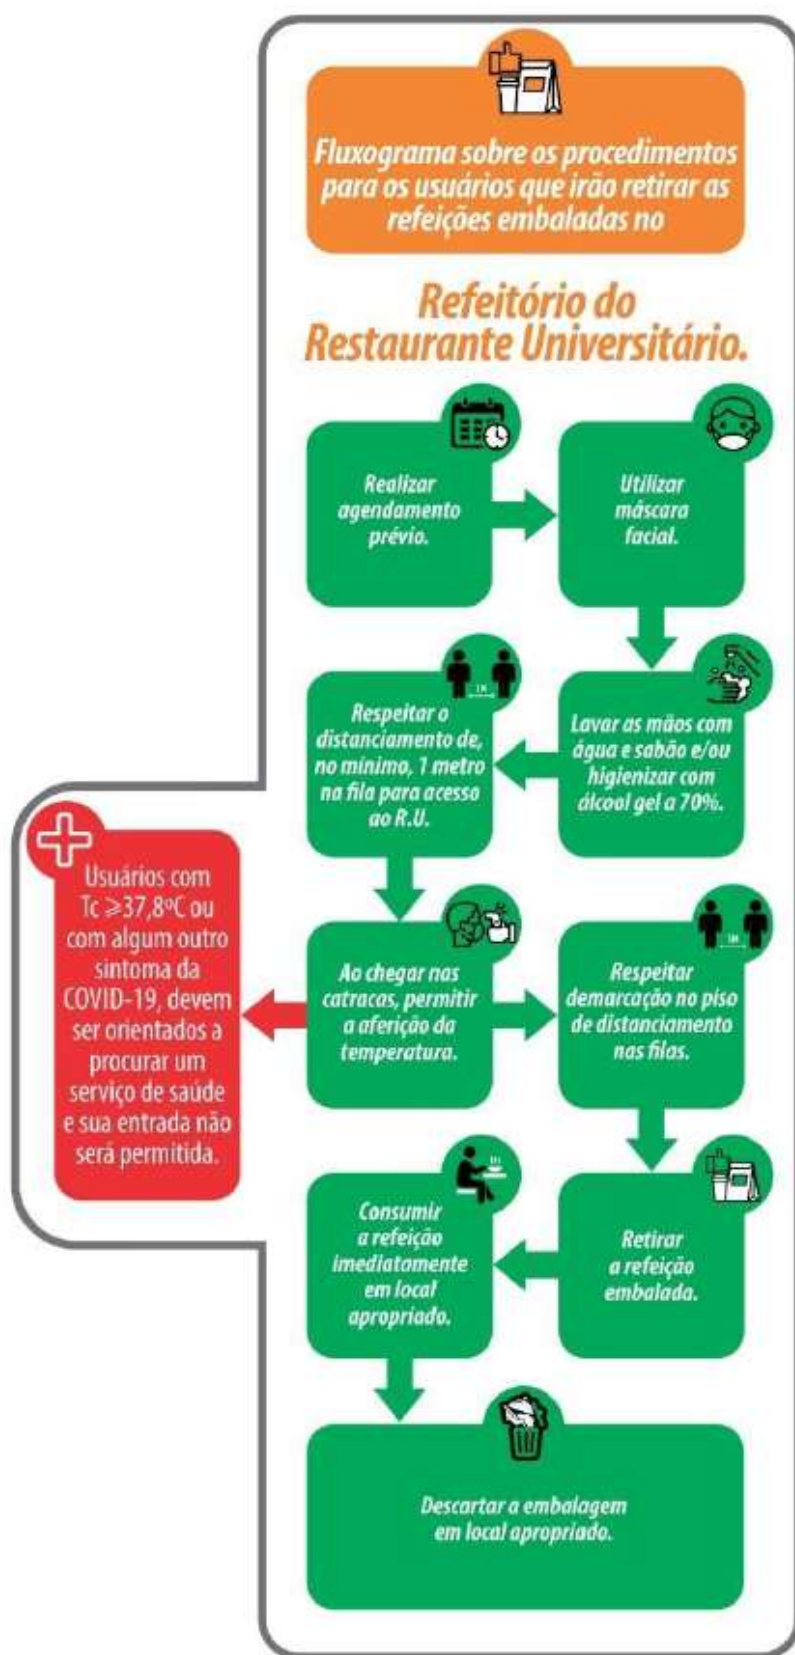 Fluxograma sobre os procedimentos
para os usuários que irão retirar as
refeições embaladas no
Refeitório do
Restaurante Universitário.
Realizar
agendamento
prévio.
Utilizar
máscara
facial.
Lavar as mãos com
água e sabão e/ou
higienizar com
álcool gel a 70%.
1M
Respeitar o
distanciamento de,
no mínimo, 1 metro
na fila para acesso
ao R.U.
Ao chegar nas
catracas, permitir
a aferição da
temperatura.
Usuários com
Tc ⩾37,8ºC ou
com algum outro
sintoma da
COVID-19, devem
ser orientados a
procurar um
serviço de saúde
e sua entrada não
será permitida.
1M
Respeitar
demarcação no piso
de distanciamento
nas filas.
Retirar
a refeição
embalada.
Consumir
a refeição
imediatamente
em local
apropriado.
Descartar a embalagem
em local apropriado.